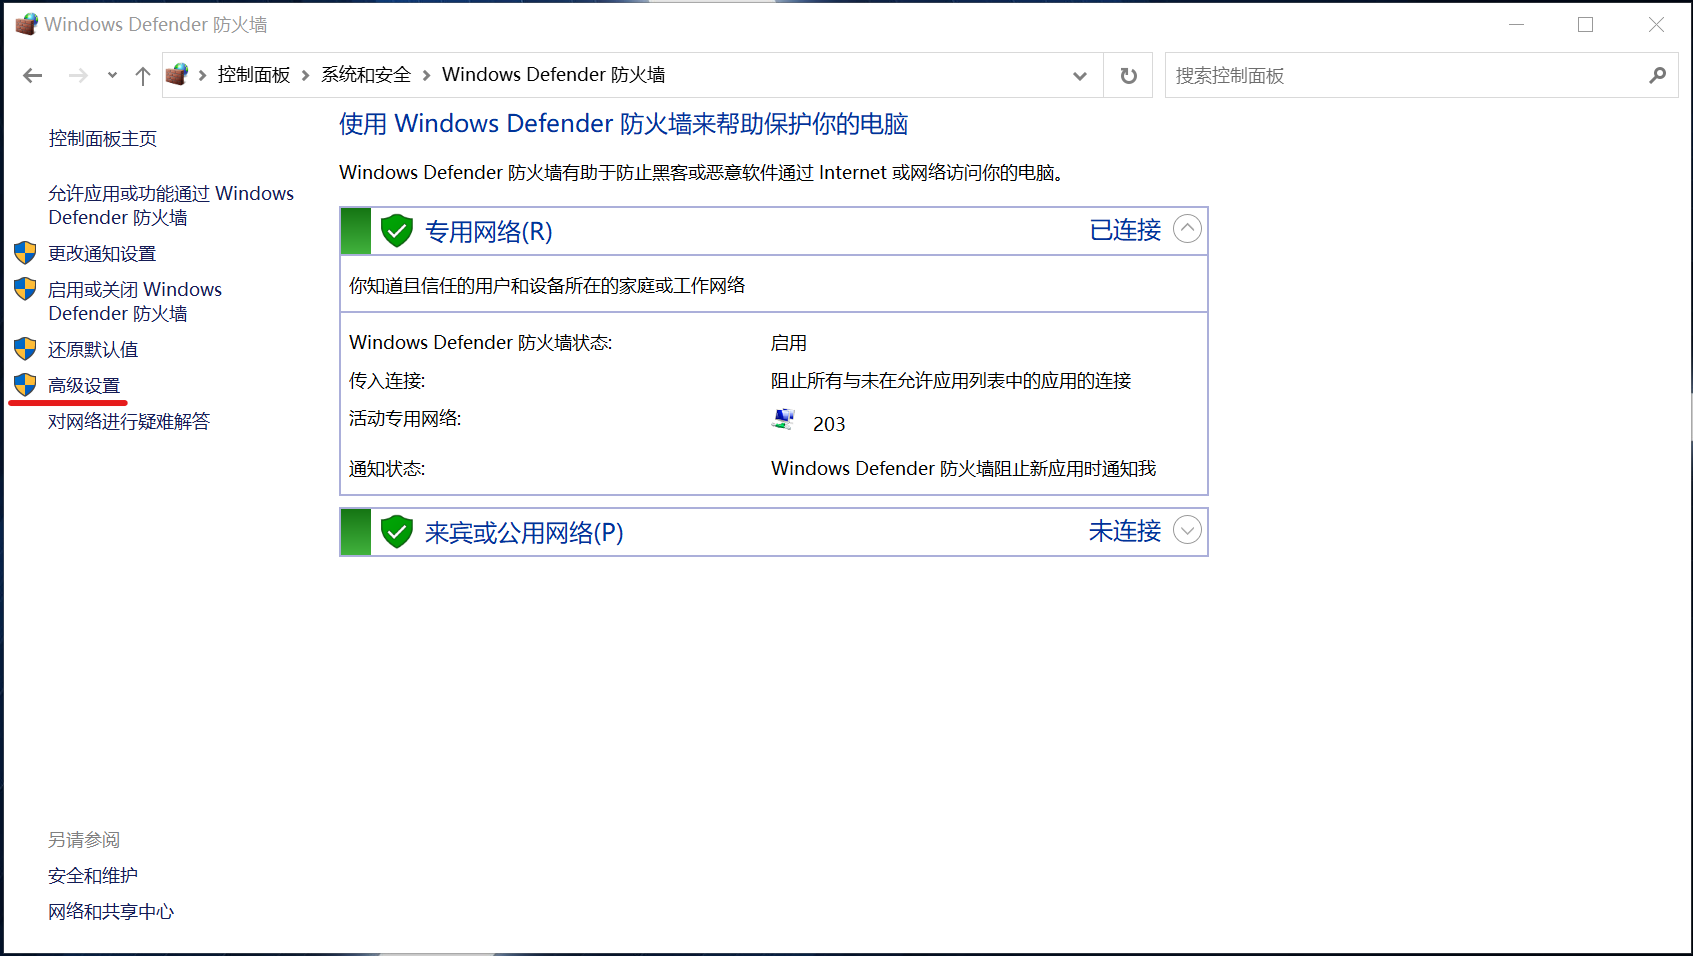 Windows Defender 防火墙
控制面板 系统和安全 Windows Defender 防火墙
搜索控制面板
控制面板主页
允许应用或功能通过 Windows
Defender 防火墙
更改通知设置
启用或关闭 Windows
Defender 防火墙
还原默认值
高级设置
对网络进行疑难解答
另请参阅
安全和维护
网络和共享中心
使用 Windows Defender 防火墙来帮助保护你的电脑
Windows Defender 防火墙有助于防止黑客或恶意软件通过 Internet 或网络访问你的电脑。
专用网络(R) 已连接
你知道且信任的用户和设备所在的家庭或工作网络
Windows Defender 防火墙状态: 启用
传入连接: 阻止所有与未在允许应用列表中的应用的连接
活动专用网络: 203
通知状态: Windows Defender 防火墙阻止新应用时通知我
来宾或公用网络(P) 未连接